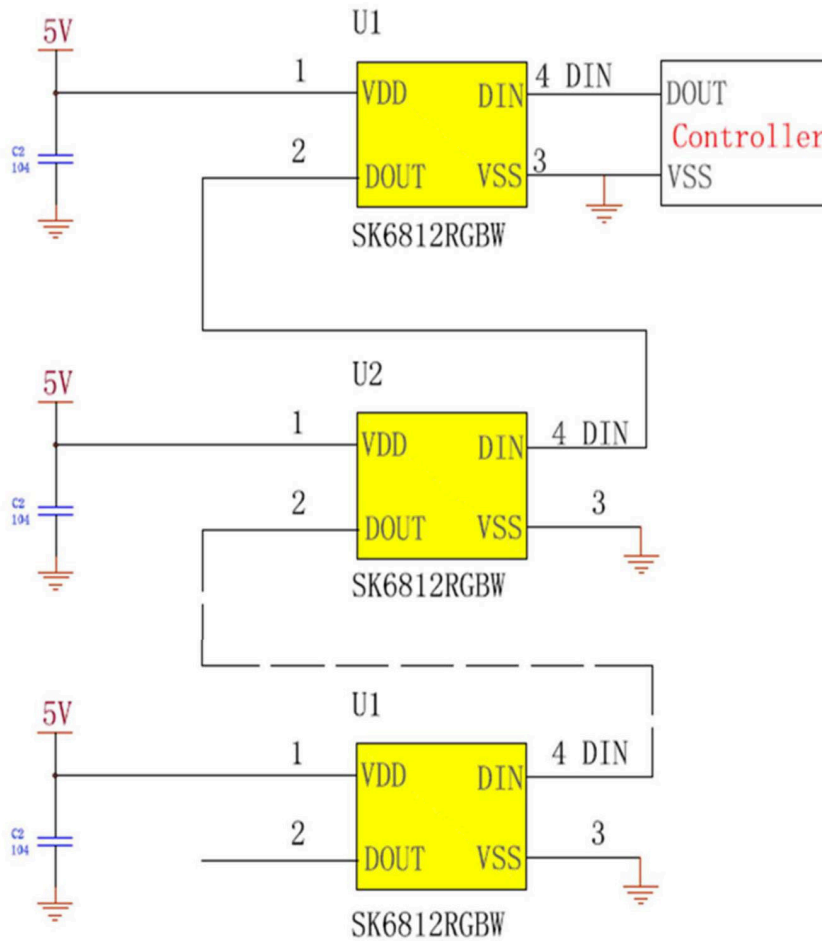 U1
5V
1
4 DIN
VDD
DIN
DOUT
C2
104
Controller
2
3
DOUT
VSS
VSS
SK6812RGBW
U2
5V
1
4 DIN
VDD
DIN
C2
104
2
3
DOUT
VSS
SK6812RGBW
U1
5V
1
4 DIN
VDD
DIN
C2
104
2
3
DOUT
VSS
SK6812RGBW